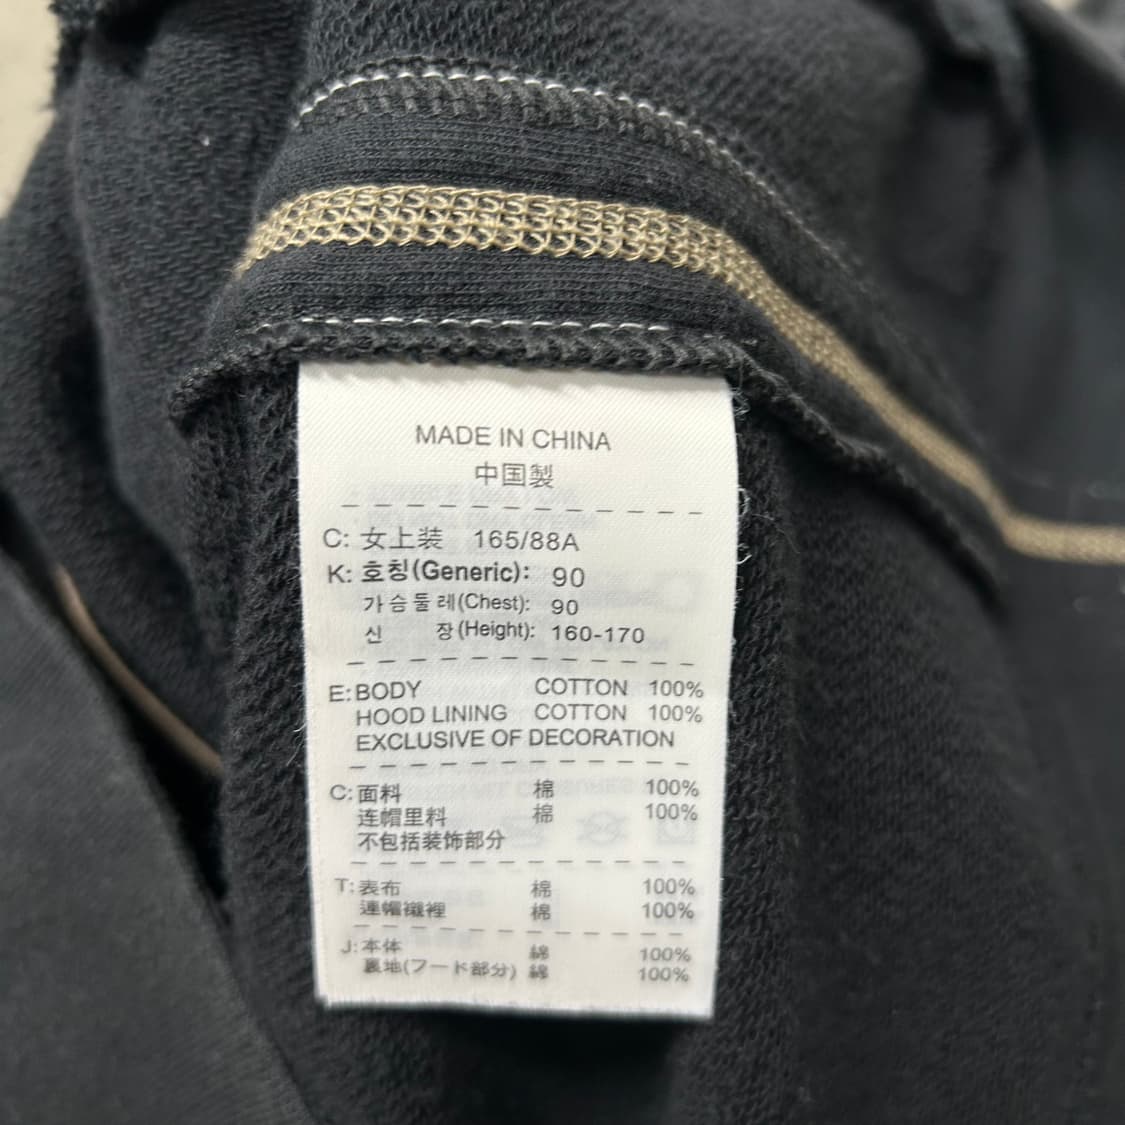 MADE IN CHINA
中国製
C: 女上装 165/88A
K: 호칭(Generic): 90
가슴둘레(Chest): 90
신 장(Height): 160-170
E: BODY COTTON 100%
HOOD LINING COTTON 100%
EXCLUSIVE OF DECORATION
C: 面料 棉 100%
连帽里料 棉 100%
不包括装饰部分
T: 表布 棉 100%
連帽襯裡 棉 100%
J: 本体 綿 100%
裏地(フード部分) 綿 100%